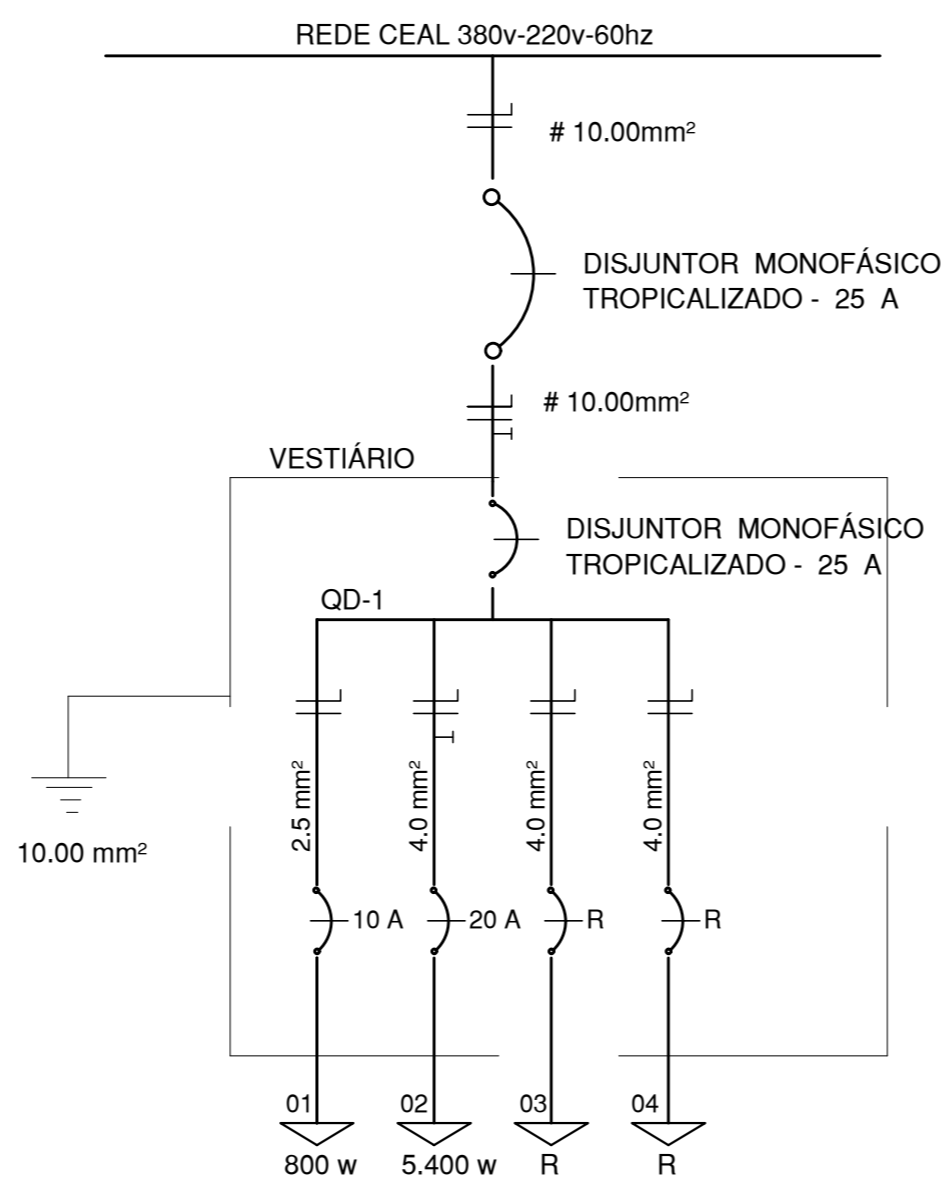 REDE CEAL 380v-220v-60hz
# 10.00mm²
DISJUNTOR MONOFÁSICO
TROPICALIZADO - 25 A
# 10.00mm²
VESTIÁRIO
DISJUNTOR MONOFÁSICO
TROPICALIZADO - 25 A
QD-1
2.5 mm²
4.0 mm²
4.0 mm²
4.0 mm²
10.00 mm²
10 A
20 A
R
R
01
02
03
04
800 w
5.400 w
R
R